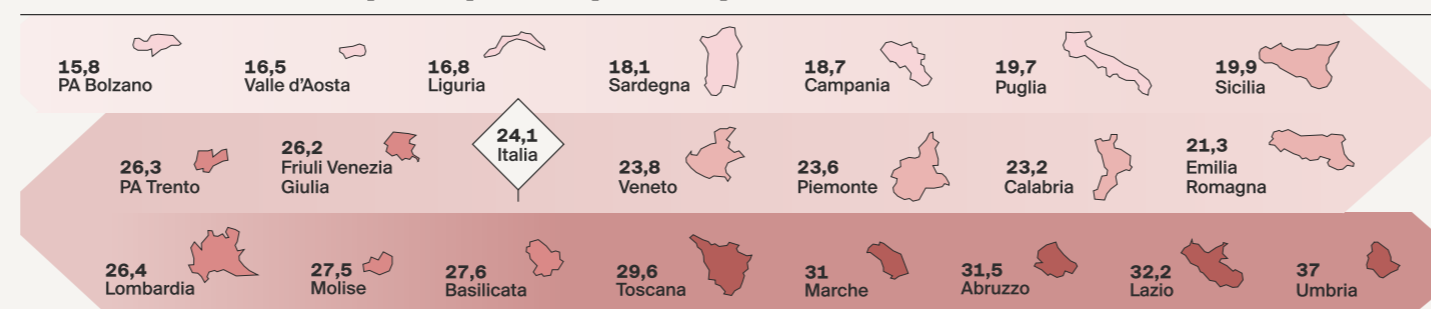 15,8
PA Bolzano
16,5
Valle d’Aosta
16,8
Liguria
18,1
Sardegna
18,7
Campania
19,7
Puglia
19,9
Sicilia
26,3
PA Trento
26,2
Friuli Venezia
Giulia
24,1
Italia
23,8
Veneto
23,6
Piemonte
23,2
Calabria
21,3
Emilia
Romagna
26,4
Lombardia
27,5
Molise
27,6
Basilicata
29,6
Toscana
31
Marche
31,5
Abruzzo
32,2
Lazio
37
Umbria